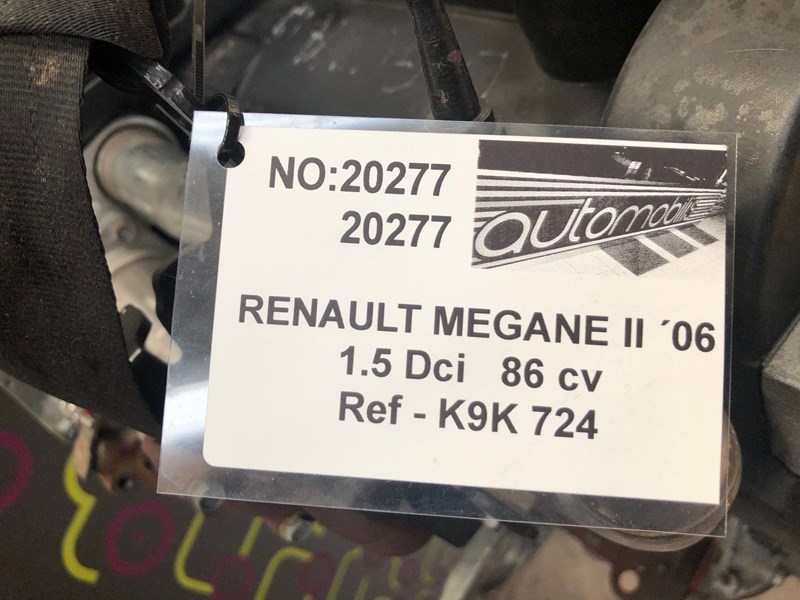 NO:20277
20277
automobile
RENAULT MEGANE II ´06
1.5 Dci 86 cv
Ref - K9K 724